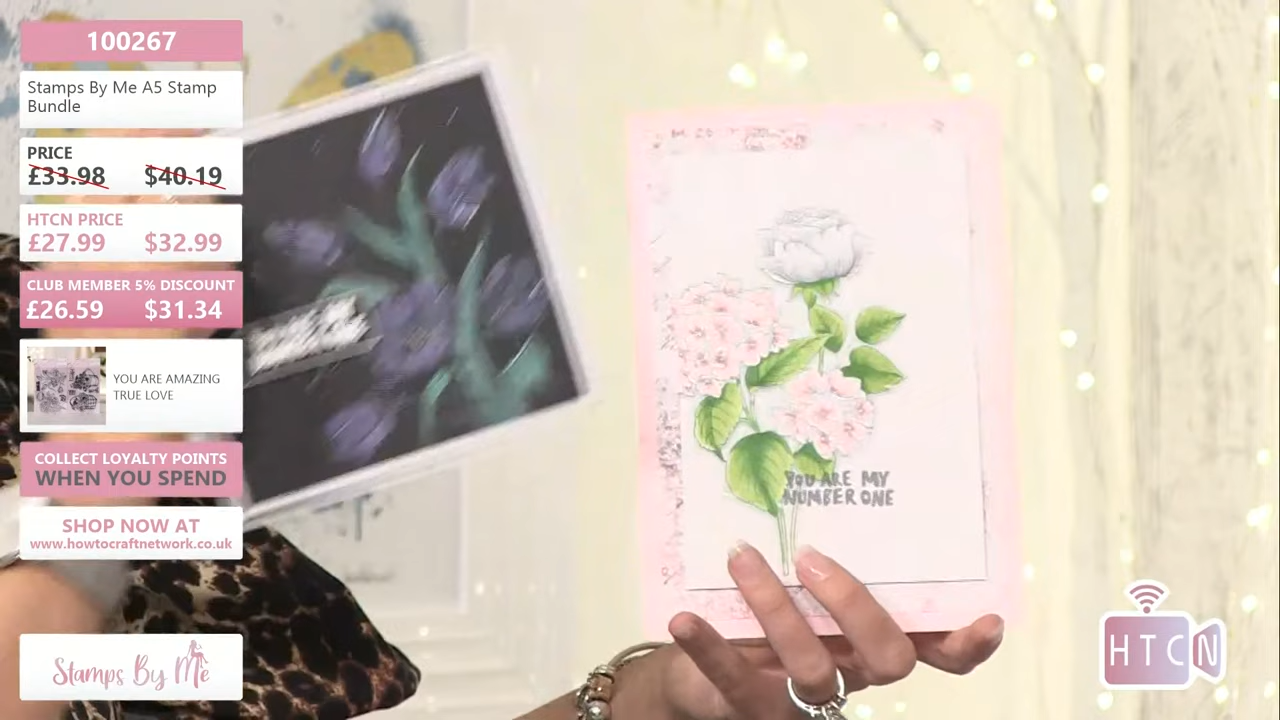 100267
Stamps By Me A5 Stamp
Bundle
PRICE
£33.98 $40.19
HTCN PRICE
£27.99 $32.99
CLUB MEMBER 5% DISCOUNT
£26.59 $31.34
YOU ARE AMAZING
TRUE LOVE
COLLECT LOYALTY POINTS
WHEN YOU SPEND
SHOP NOW AT
www.howtocraftnetwork.co.uk
Stamps By Me
YOU ARE MY
NUMBER ONE
HTCN